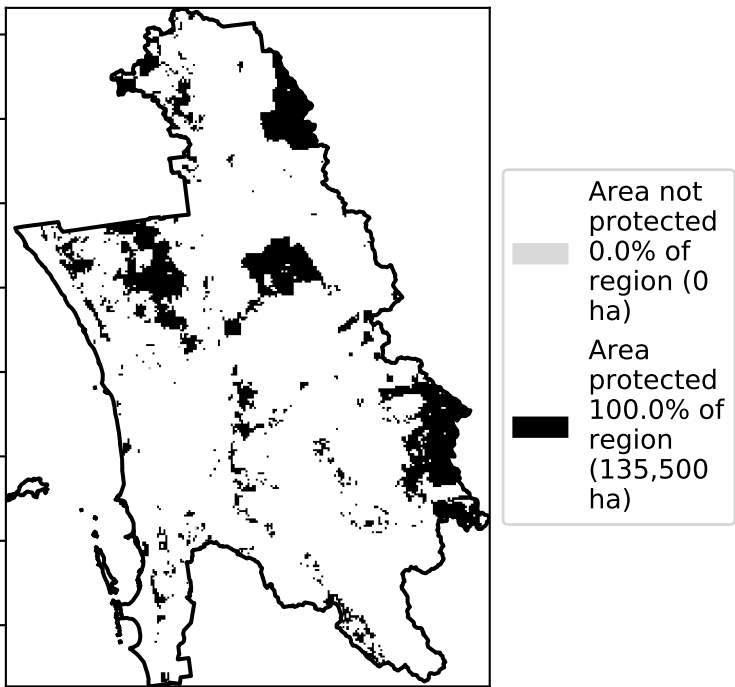 Area not
protected
0.0% of
region (0
ha)
Area
protected
100.0% of
region
(135,500
ha)